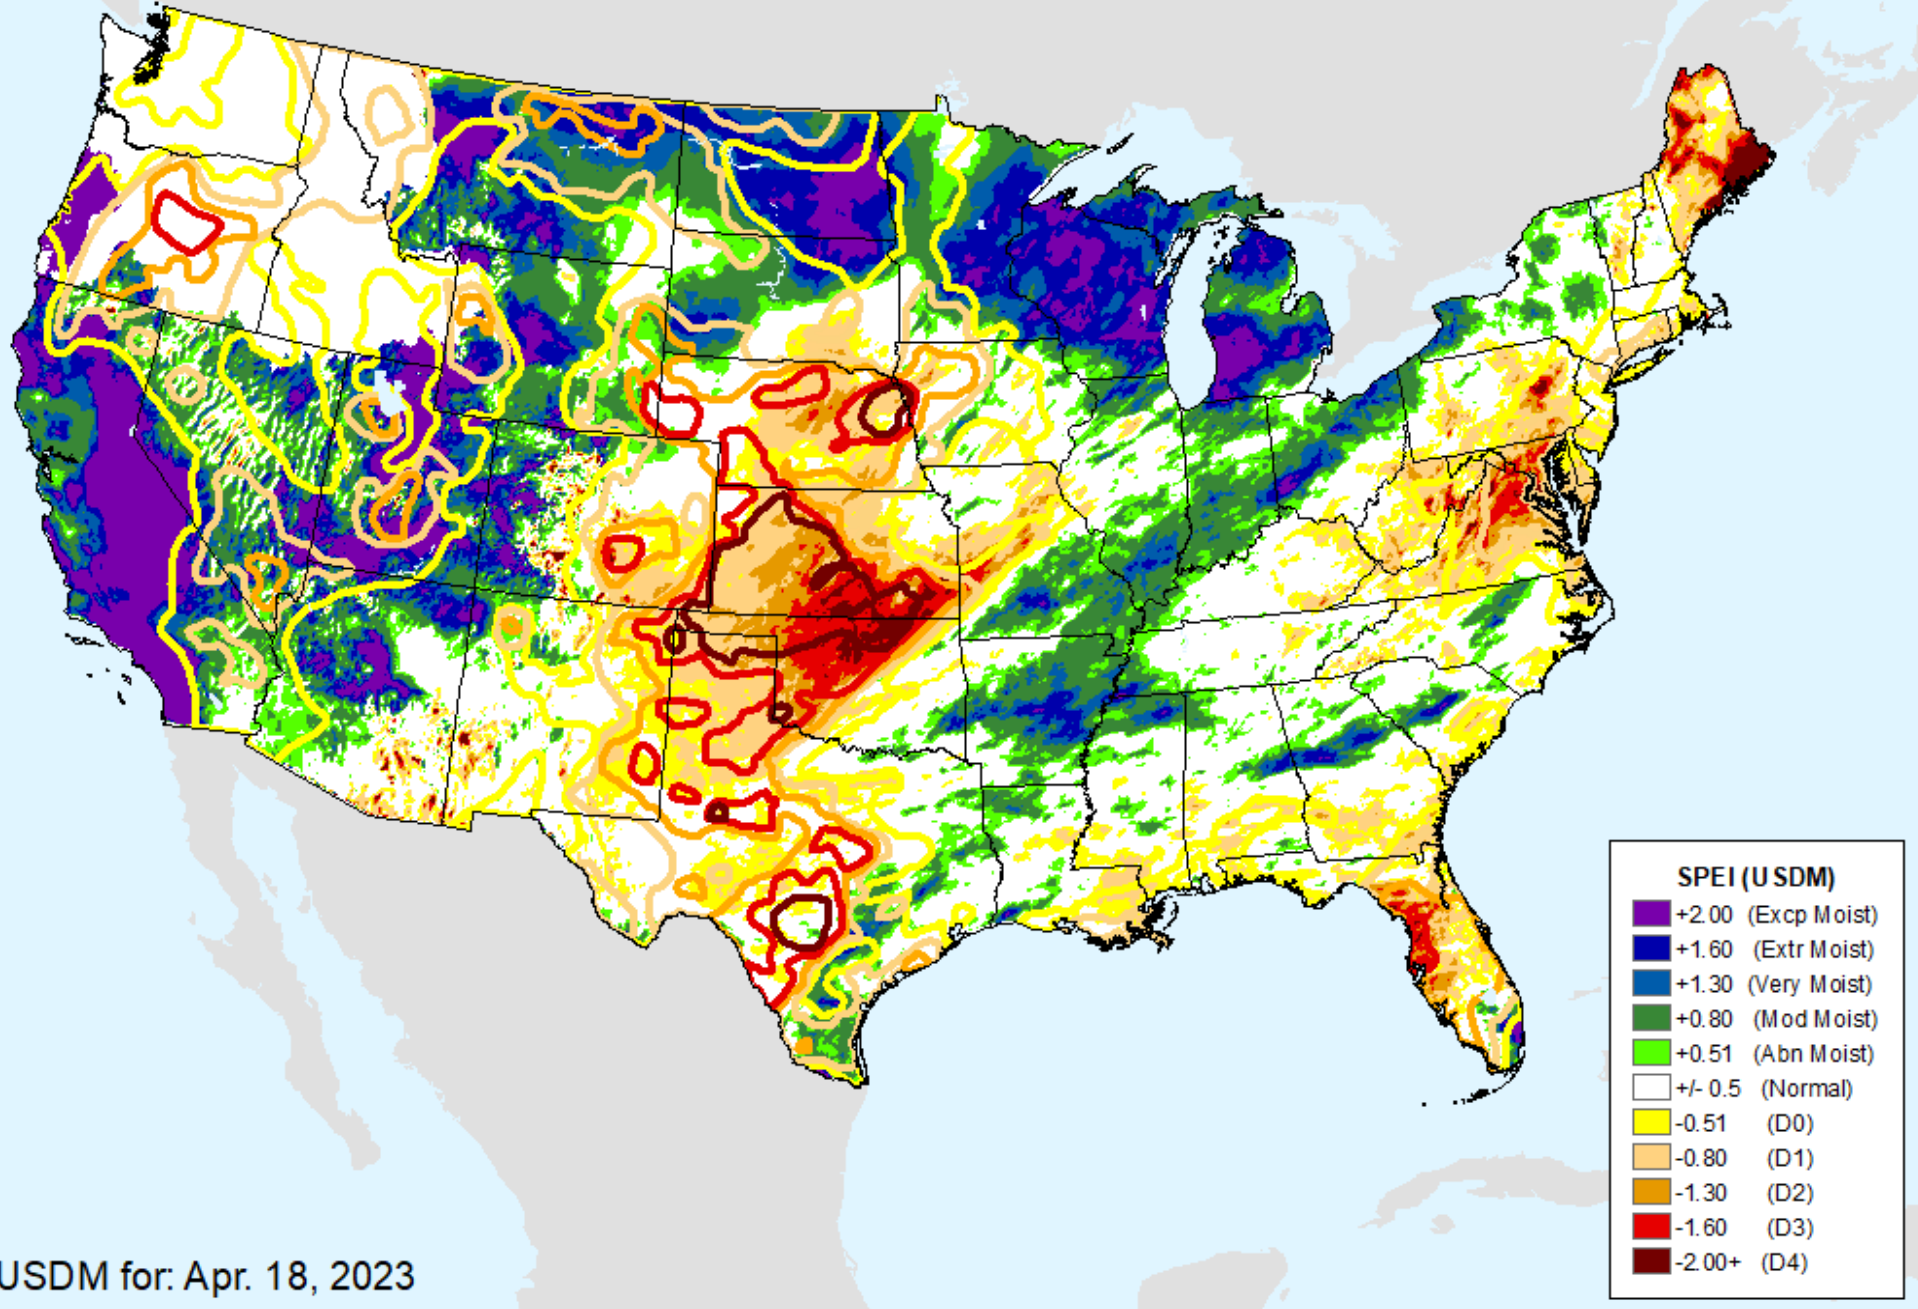 SPEI (USDM)
+2.00 (Excp Moist)
+1.60 (Extr Moist)
+1.30 (Very Moist)
+0.80 (Mod Moist)
+0.51 (Abn Moist)
+/- 0.5 (Normal)
-0.51 (D0)
-0.80 (D1)
-1.30 (D2)
-1.60 (D3)
-2.00+ (D4)
USDM for: Apr. 18, 2023